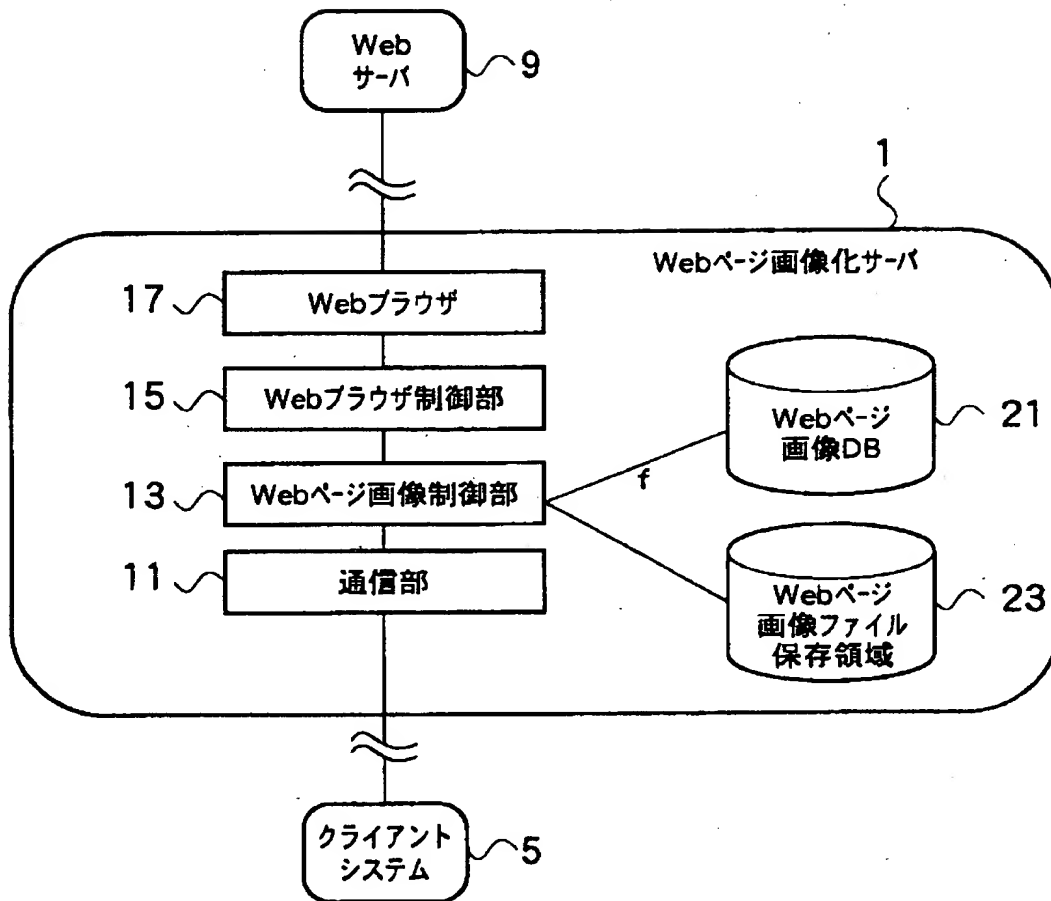 Web
サーバ
9
1
Webページ画像化サーバ
17
Webブラウザ
15
Webブラウザ制御部
Webページ
画像DB
21
13
Webページ画像制御部
f
11
通信部
Webページ
画像ファイル
保存領域
23
クライアント
システム
5